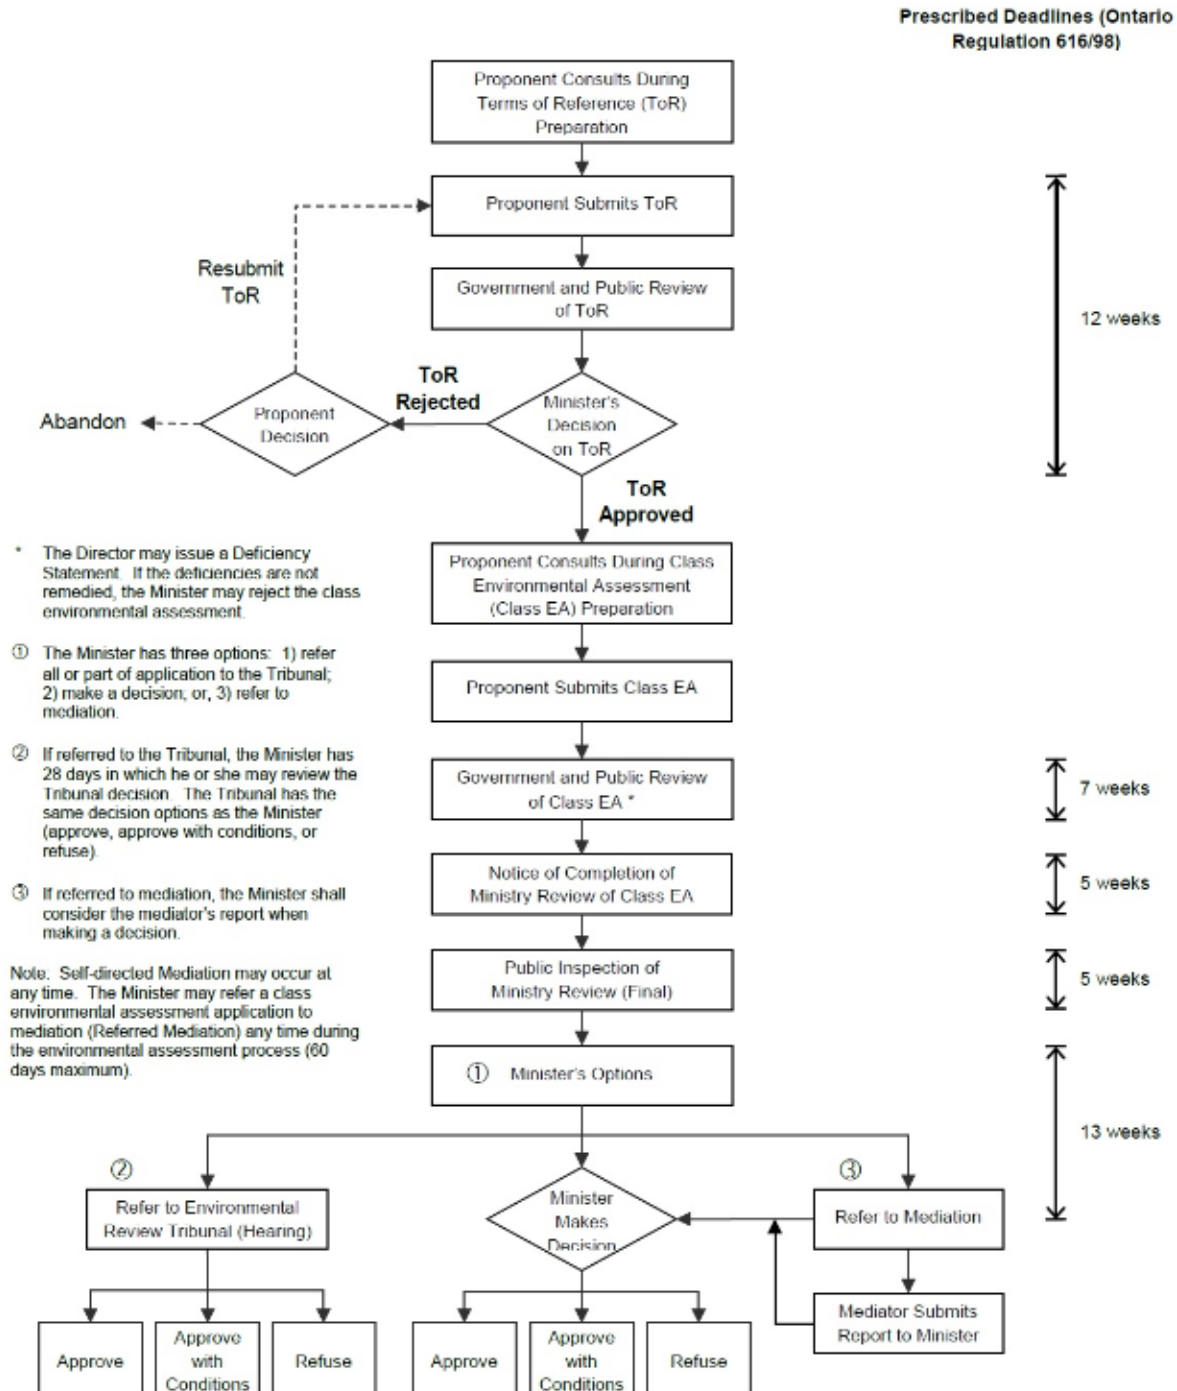 Prescribed Deadlines (Ontario
Regulation 616/98)
Proponent Consults During
Terms of Reference (ToR)
Preparation
Proponent Submits ToR
Resubmit
ToR
Government and Public Review
of ToR
12 weeks
ToR
Rejected
Abandon
Proponent
Decision
Minister's
Decision
on ToR
ToR
Approved
* The Director may issue a Deficiency
Statement. If the deficiencies are not
remedied, the Minister may reject the class
environmental assessment.
① The Minister has three options: 1) refer
all or part of application to the Tribunal;
2) make a decision; or, 3) refer to
mediation.
② If referred to the Tribunal, the Minister has
28 days in which he or she may review the
Tribunal decision. The Tribunal has the
same decision options as the Minister
(approve, approve with conditions, or
refuse).
③ If referred to mediation, the Minister shall
consider the mediator's report when
making a decision.
Note: Self-directed Mediation may occur at
any time. The Minister may refer a class
environmental assessment application to
mediation (Referred Mediation) any time during
the environmental assessment process (60
days maximum).
Proponent Consults During Class
Environmental Assessment
(Class EA) Preparation
Proponent Submits Class EA
Government and Public Review
of Class EA *
7 weeks
Notice of Completion of
Ministry Review of Class EA
5 weeks
Public Inspection of
Ministry Review (Final)
5 weeks
① Minister's Options
13 weeks
②
Refer to Environmental
Review Tribunal (Hearing)
Minister
Makes
Decision
③
Refer to Mediation
Mediator Submits
Report to Minister
Approve
Approve
with
Conditions
Refuse
Approve
Approve
with
Conditions
Refuse